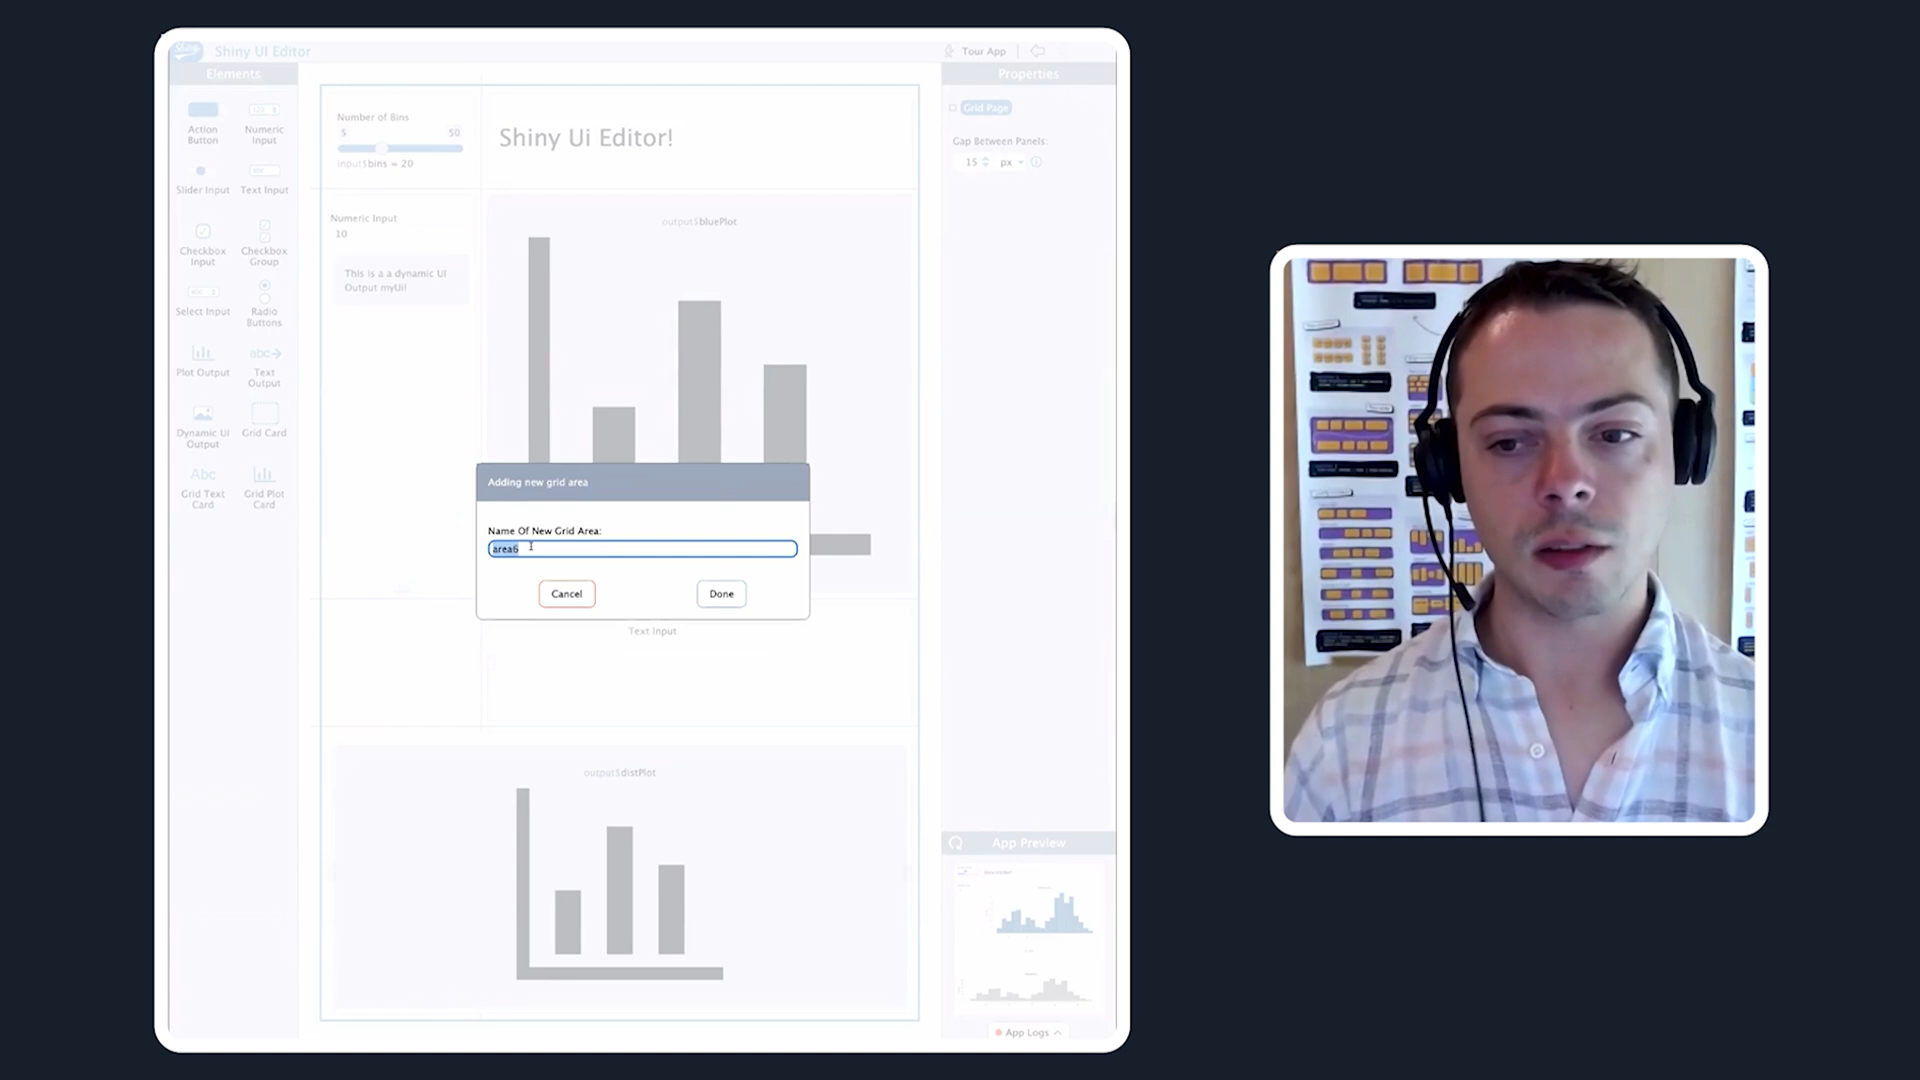 Shiny
Shiny UI Editor
Tour App
Elements
Properties
Action
Button
Numeric
Input
Slider Input
Text Input
Checkbox
Input
Checkbox
Group
Select Input
Radio
Buttons
Plot Output
abc
Text
Output
Dynamic UI
Output
Grid Card
Abc
Grid Text
Card
Grid Plot
Card
Number of Bins
5
50
input$bins = 20
Shiny Ui Editor!
Numeric Input
10
This is a a dynamic UI
Output myUi!
output$bluePlot
Adding new grid area
Name Of New Grid Area:
area6
Cancel
Done
Text Input
output$distPlot
Grid Page
Gap Between Panels:
15
px
App Preview
App Logs